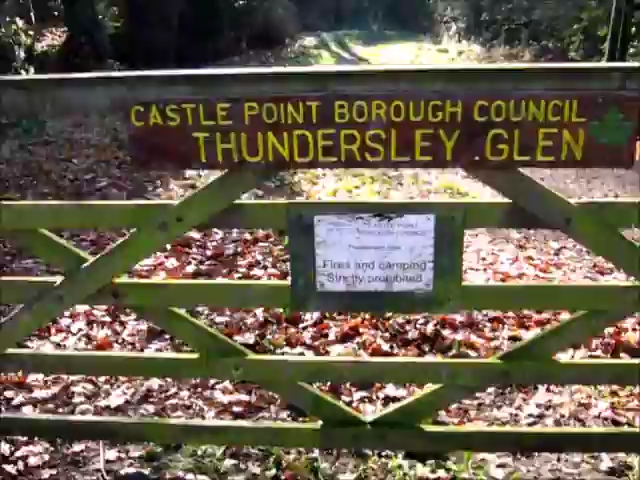 CASTLE POINT BOROUGH COUNCIL
THUNDERSLEY GLEN
Fires and camping
Strictly prohibited